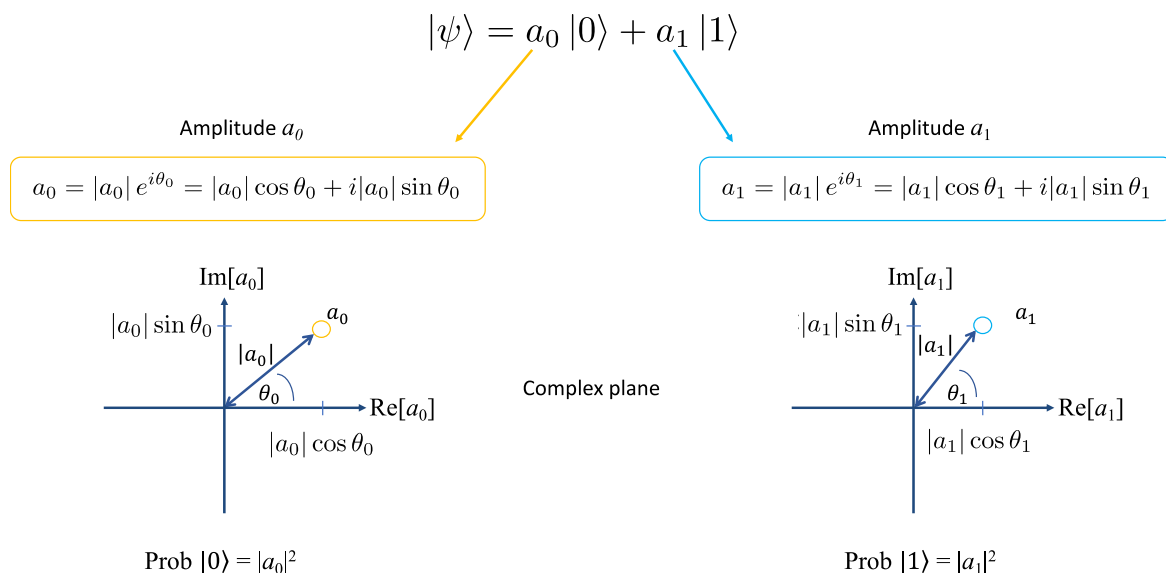 |ψ⟩ = a₀ |0⟩ + a₁ |1⟩
Amplitude a₀
a₀ = |a₀| e^{iθ₀} = |a₀| cos θ₀ + i|a₀| sin θ₀
Im[a₀]
a₀
|a₀| sin θ₀
|a₀|
θ₀
Re[a₀]
|a₀| cos θ₀
Prob |0⟩ = |a₀|²
Complex plane
Amplitude a₁
a₁ = |a₁| e^{iθ₁} = |a₁| cos θ₁ + i|a₁| sin θ₁
Im[a₁]
a₁
|a₁| sin θ₁
|a₁|
θ₁
Re[a₁]
|a₁| cos θ₁
Prob |1⟩ = |a₁|²